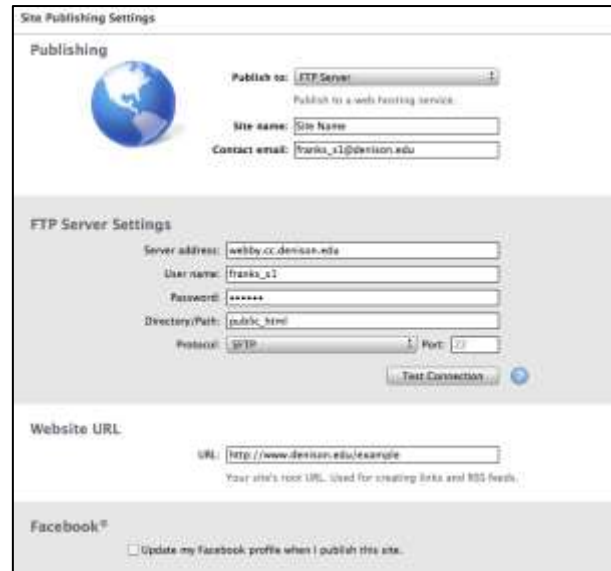 Site Publishing Settings
Publishing
Publish to: FTP Server
Publish to a web hosting service.
Site name: Site Name
Contact email: franks_s1@denison.edu
FTP Server Settings
Server address: webby.cc.denison.edu
User name: franks_s1
Password: ••••••
Directory/Path: public_html
Protocol: SFTP Port: 22
Test Connection ?
Website URL
URL: http://www.denison.edu/example
Your site's root URL. Used for creating links and RSS feeds.
Facebook®
Update my Facebook profile when I publish this site.